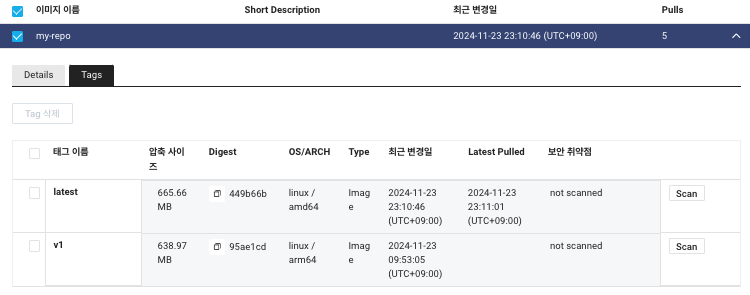 이미지 이름 Short Description 최근 변경일 Pulls
my-repo 2024-11-23 23:10:46 (UTC+09:00) 5
Details Tags
Tag 삭제
태그 이름 압축 사이즈 Digest OS/ARCH Type 최근 변경일 Latest Pulled 보안 취약점
latest 665.66 MB 449b66b linux / amd64 Image 2024-11-23 23:10:46 (UTC+09:00) 2024-11-23 23:11:01 (UTC+09:00) not scanned Scan
v1 638.97 MB 95ae1cd linux / arm64 Image 2024-11-23 09:53:05 (UTC+09:00) not scanned Scan